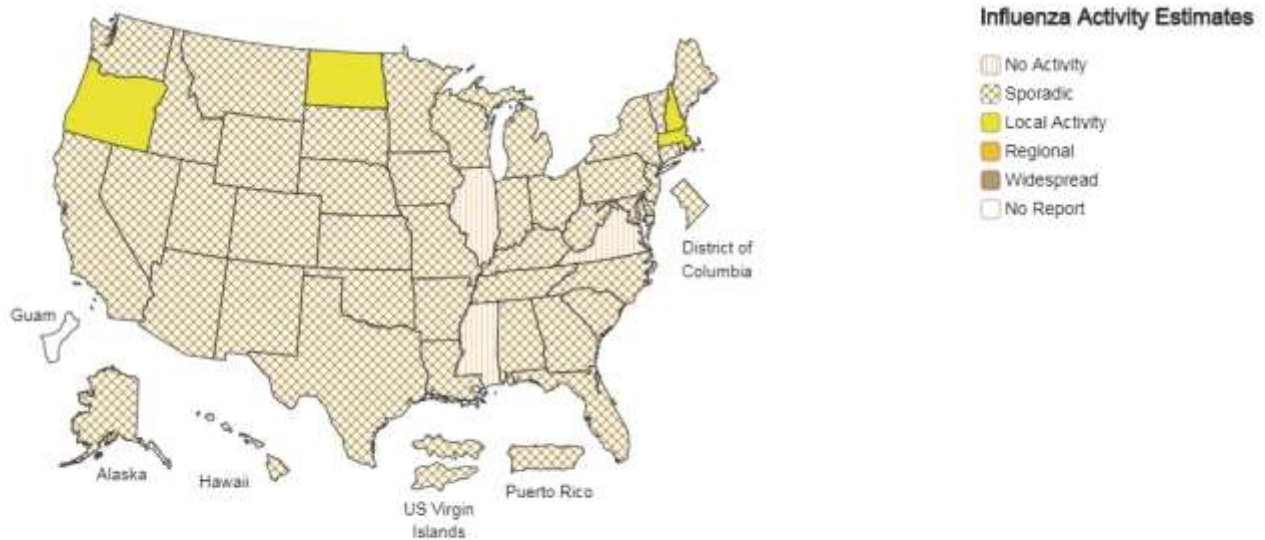 Influenza Activity Estimates
No Activity
Sporadic
Local Activity
Regional
Widespread
No Report
District of
Columbia
Guam
Alaska
Hawaii
US Virgin
Islands
Puerto Rico